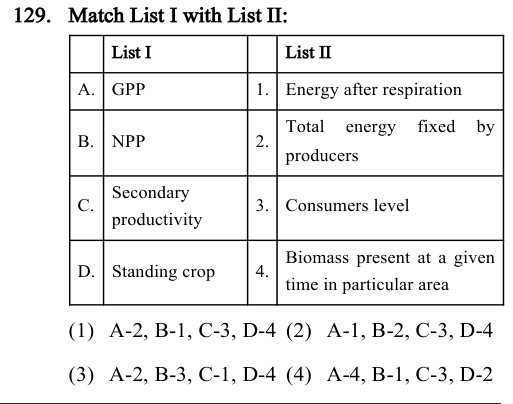 129. Match List I with List II:
List I List II
A. GPP 1. Energy after respiration
B. NPP 2. Total energy fixed by
producers
C. Secondary
productivity 3. Consumers level
D. Standing crop 4. Biomass present at a given
time in particular area
(1) A-2, B-1, C-3, D-4 (2) A-1, B-2, C-3, D-4
(3) A-2, B-3, C-1, D-4 (4) A-4, B-1, C-3, D-2